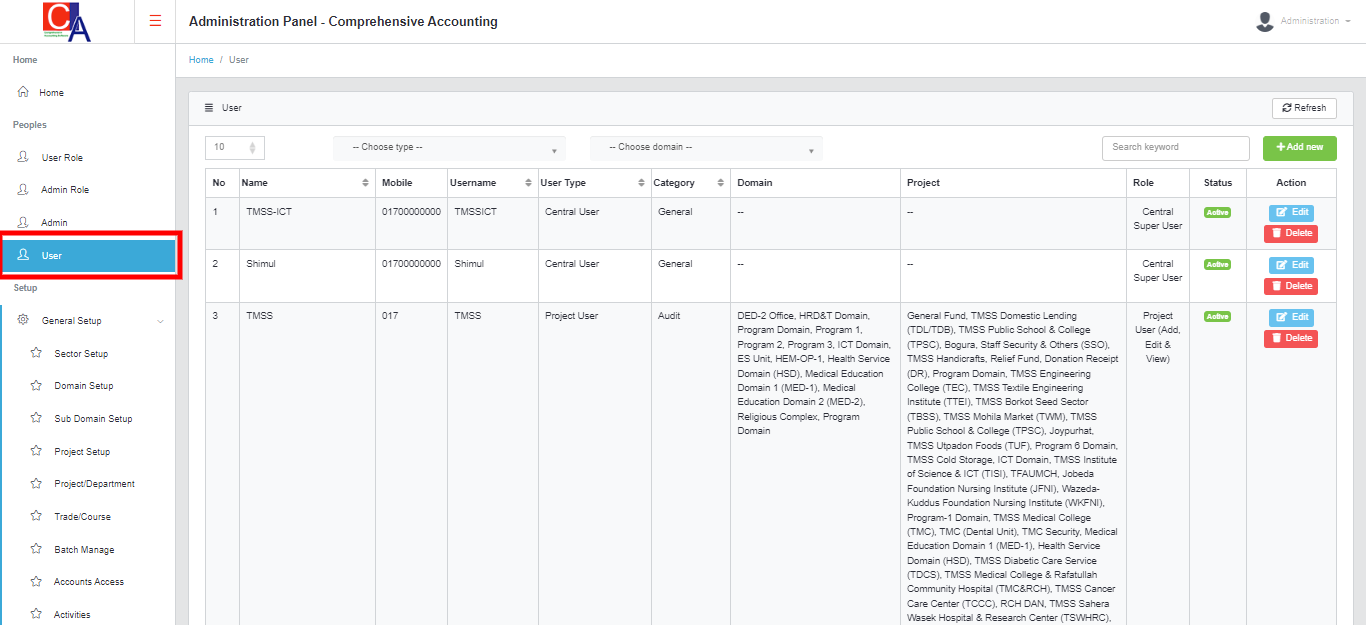 CA
Administration Panel - Comprehensive Accounting
Administration
Home
Home
Peoples
User Role
Admin Role
Admin
User
Setup
General Setup
Sector Setup
Domain Setup
Sub Domain Setup
Project Setup
Project/Department
Trade/Course
Batch Manage
Accounts Access
Activities
Home / User
User
Refresh
10
-- Choose type --
-- Choose domain --
Search keyword
Add new
No Name Mobile Username User Type Category Domain Project Role Status Action
1 TMSS-ICT 01700000000 TMSSICT Central User General -- -- Central Active Edit
Super User Delete
2 Shimul 01700000000 Shimul Central User General -- -- Central Active Edit
Super User Delete
3 TMSS 017 TMSS Project User Audit
DED-2 Office, HRD&T Domain,
Program Domain, Program 1,
Program 2, Program 3, ICT Domain,
ES Unit, HEM-OP-1, Health Service
Domain (HSD), Medical Education
Domain 1 (MED-1), Medical
Education Domain 2 (MED-2),
Religious Complex, Program
Domain
General Fund, TMSS Domestic Lending
(TDL/TDB), TMSS Public School & College
(TPSC), Bogura, Staff Security & Others (SSO),
TMSS Handicrafts, Relief Fund, Donation Receipt
(DR), Program Domain, TMSS Engineering
College (TEC), TMSS Textile Engineering
Institute (TTEI), TMSS Borkot Seed Sector
(TBSS), TMSS Mohila Market (TWM), TMSS
Public School & College (TPSC), Joypurhat,
TMSS Utpadon Foods (TUF), Program 6 Domain,
TMSS Cold Storage, ICT Domain, TMSS Institute
of Science & ICT (TISI), TFAUMCH, Jobeda
Foundation Nursing Institute (JFNI), Wazeda-
Kuddus Foundation Nursing Institute (WKFNI),
Program-1 Domain, TMSS Medical College
(TMC), TMC (Dental Unit), TMC Security, Medical
Education Domain 1 (MED-1), Health Service
Domain (HSD), TMSS Diabetic Care Service
(TDCS), TMSS Medical College & Rafatullah
Community Hospital (TMC&RCH), TMSS Cancer
Care Center (TCCC), RCH DAN, TMSS Sahera
Wasek Hospital & Research Center (TSWHRC),
Project
User (Add,
Edit &
View)
Active
Edit
Delete